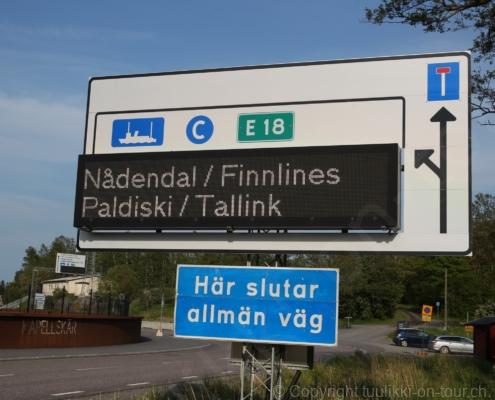 C
E 18
Nådendal / Finnlines
Paldiski / Tallink
Här slutar
allmän väg
KAPELLSKÄR
© Copyright tuulikki-on-tour.ch